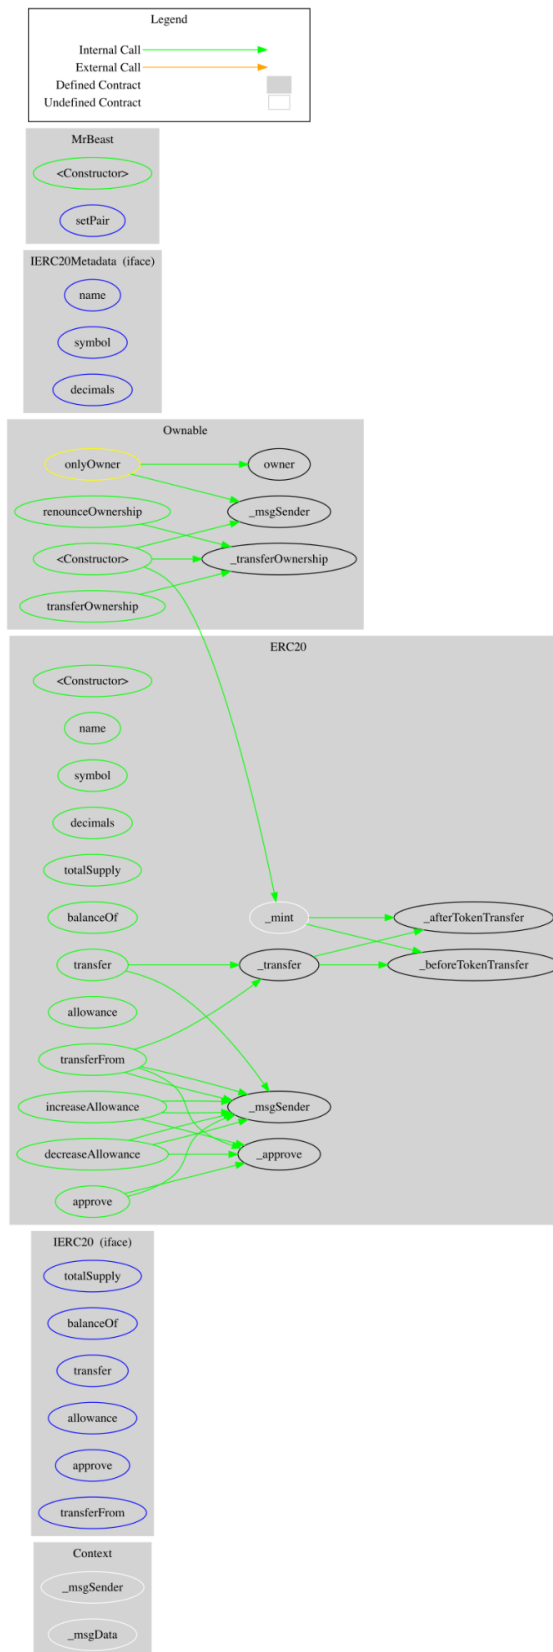 Legend
Internal Call
External Call
Defined Contract
Undefined Contract
MrBeast
<Constructor>
setPair
IERC20Metadata (iface)
name
symbol
decimals
Ownable
onlyOwner
owner
renounceOwnership
_msgSender
<Constructor>
_transferOwnership
transferOwnership
ERC20
<Constructor>
name
symbol
decimals
totalSupply
balanceOf
_mint
_afterTokenTransfer
transfer
_transfer
_beforeTokenTransfer
allowance
transferFrom
increaseAllowance
_msgSender
decreaseAllowance
_approve
approve
IERC20 (iface)
totalSupply
balanceOf
transfer
allowance
approve
transferFrom
Context
_msgSender
_msgData